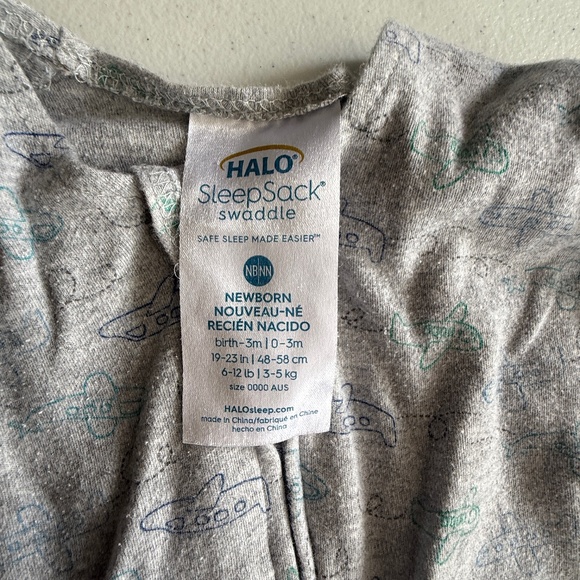 HALO®
SleepSack®
swaddle
SAFE SLEEP MADE EASIER™
NB|NN
NEWBORN
NOUVEAU-NÉ
RECIÉN NACIDO
birth-3m | 0-3m
19-23 in | 48-58 cm
6-12 lb | 3-5 kg
size 0000 AUS
HALOsleep.com
made in China/fabriqué en Chine
hecho en China